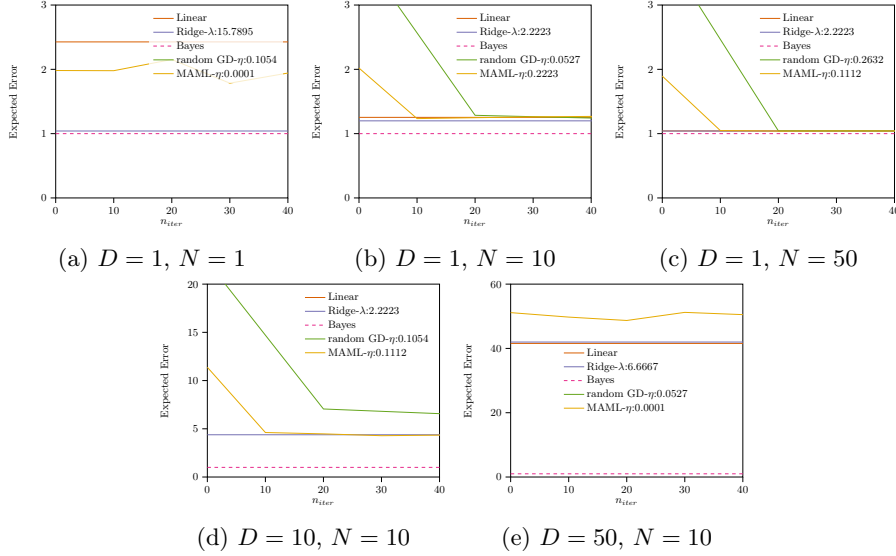 3
2
1
0
Expected Error
Linear
Ridge-λ:15.7895
Bayes
random GD-η:0.1054
MAML-η:0.0001
0 10 20 30 40
n_iter
(a) D = 1, N = 1
3
2
1
0
Expected Error
Linear
Ridge-λ:2.2223
Bayes
random GD-η:0.0527
MAML-η:0.2223
0 10 20 30 40
n_iter
(b) D = 1, N = 10
3
2
1
0
Expected Error
Linear
Ridge-λ:2.2223
Bayes
random GD-η:0.2632
MAML-η:0.1112
0 10 20 30 40
n_iter
(c) D = 1, N = 50
20
15
10
5
0
Expected Error
Linear
Ridge-λ:2.2223
Bayes
random GD-η:0.1054
MAML-η:0.1112
0 10 20 30 40
n_iter
(d) D = 10, N = 10
60
40
20
0
Expected Error
Linear
Ridge-λ:6.6667
Bayes
random GD-η:0.0527
MAML-η:0.0001
0 10 20 30 40
n_iter
(e) D = 50, N = 10